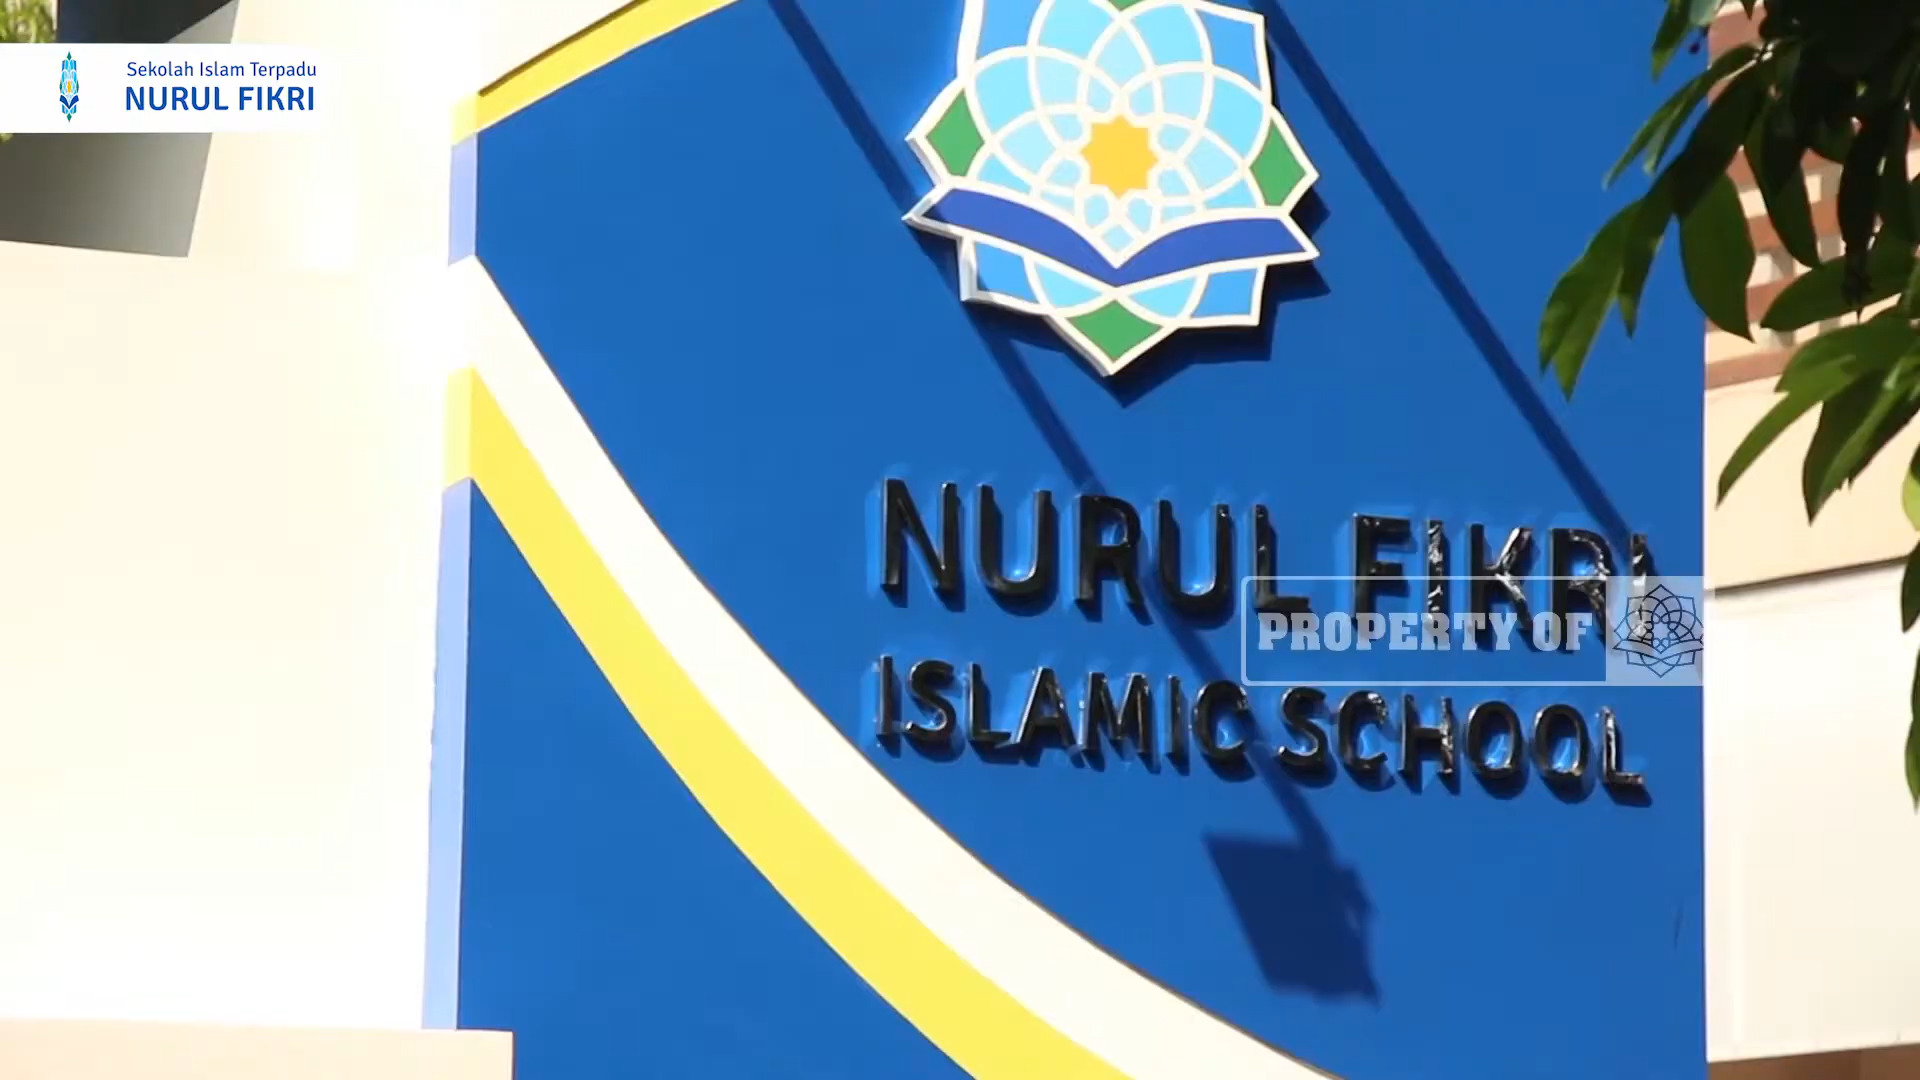 Sekolah Islam Terpadu
NURUL FIKRI
NURUL FIKRI
ISLAMIC SCHOOL
PROPERTY OF